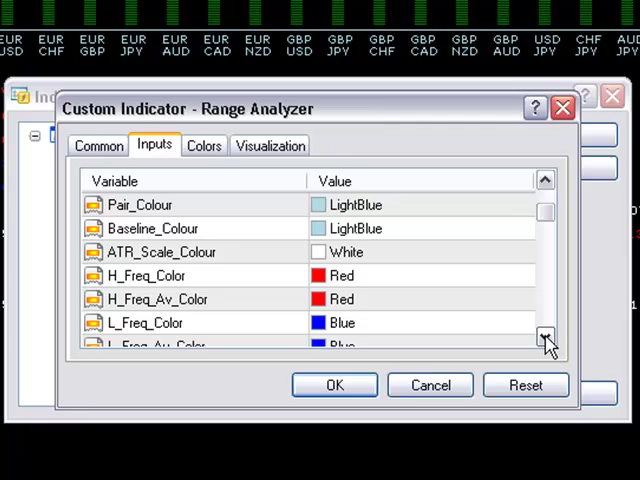 EUR EUR EUR EUR EUR EUR EUR GBP GBP GBP GBP GBP GBP USD CHF
USD CHF GBP JPY AUD CAD NZD USD JPY CHF CAD NZD AUD JPY JPY
Custom Indicator - Range Analyzer
Common Inputs Colors Visualization
Variable Value
Pair_Colour LightBlue
Baseline_Colour LightBlue
ATR_Scale_Colour White
H_Freq_Color Red
H_Freq_Av_Color Red
L_Freq_Color Blue
L_Freq_Av_Color Blue
OK Cancel Reset